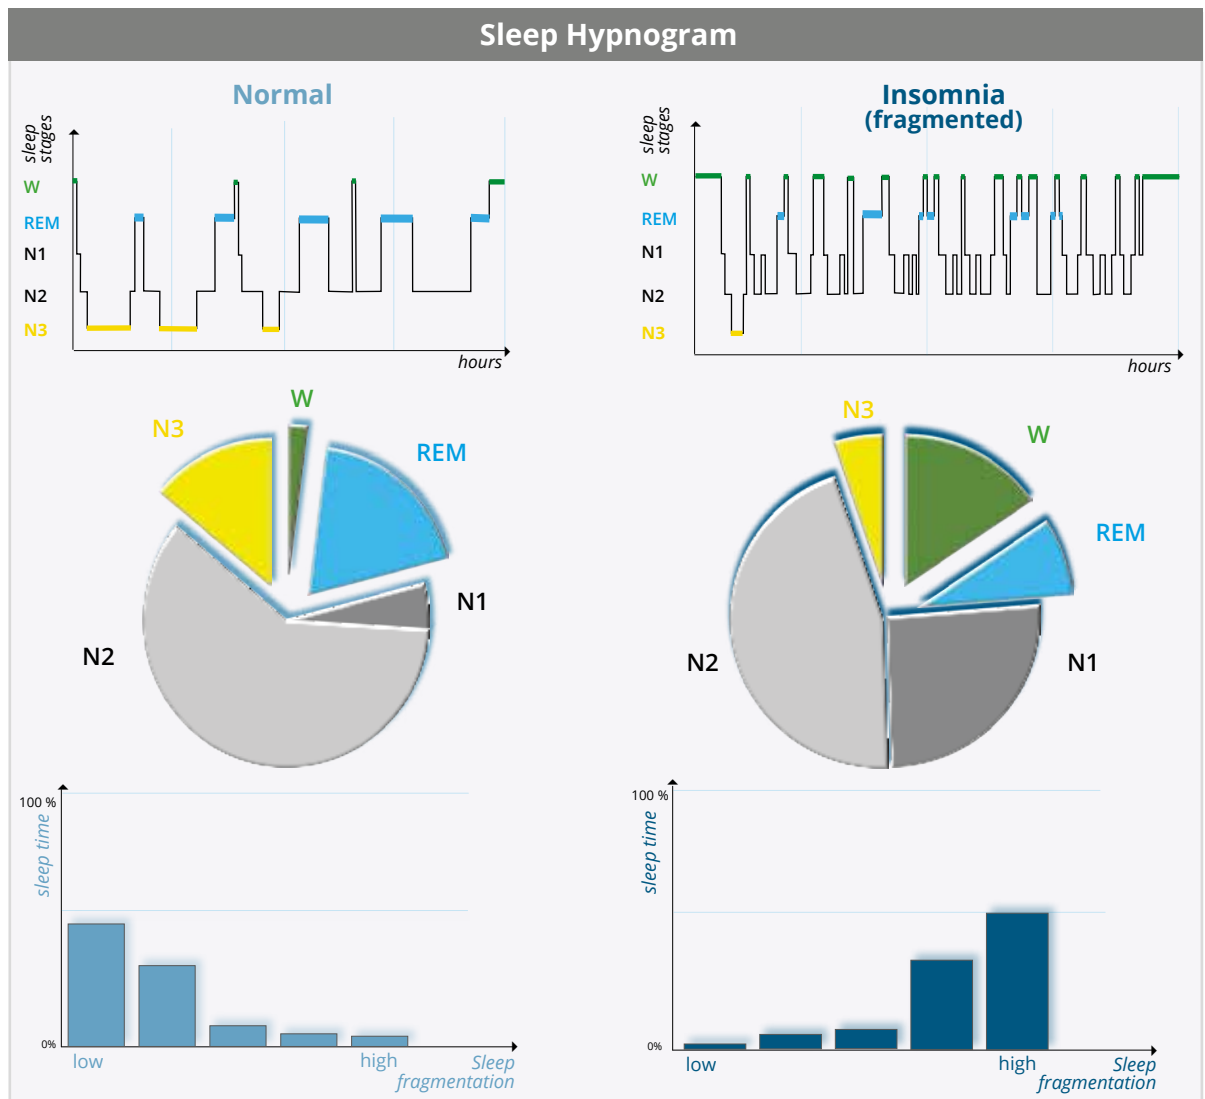 Sleep Hypnogram
Normal
sleep
stages
W
REM
N1
N2
N3
hours
Insomnia
(fragmented)
sleep
stages
W
REM
N1
N2
N3
hours
N3
W
REM
N1
N2
N3
W
REM
N1
N2
100 %
sleep time
0%
low
high
Sleep
fragmentation
100 %
sleep time
0%
low
high
Sleep
fragmentation